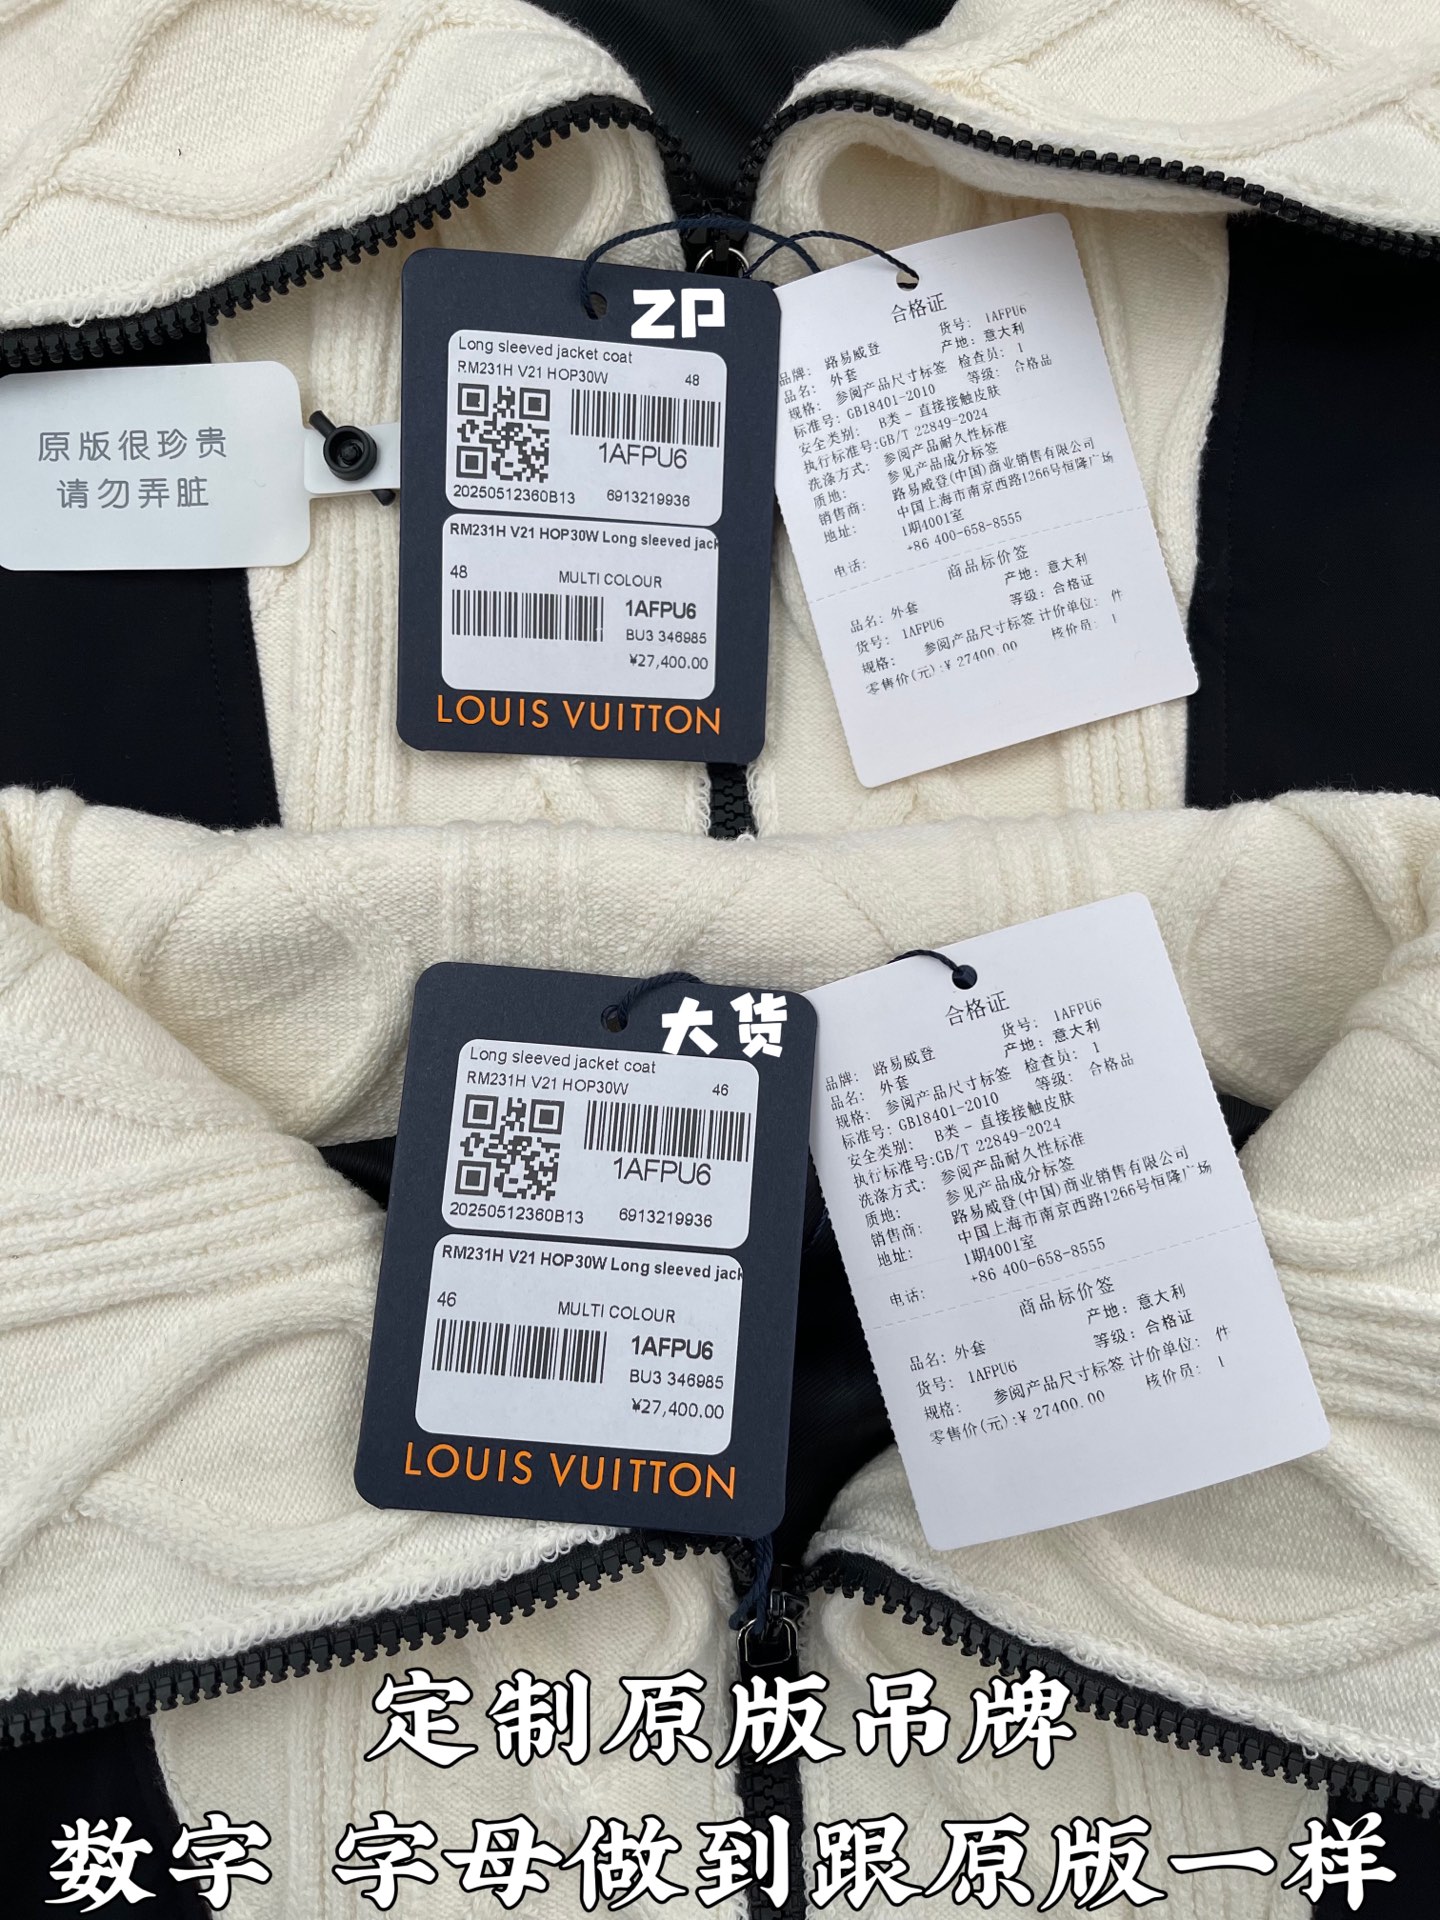 ZP
Long sleeved jacket coat
RM231H V21 HOP30W 48
1AFPU6
20250512360B13 6913219936
RM231H V21 HOP30W Long sleeved jack
48 MULTI COLOUR
1AFPU6
BU3 346985
¥27,400.00
LOUIS VUITTON
原版很珍贵
请勿弄脏
合格证
货号: 1AFPU6
品牌: 路易威登 产地: 意大利
品名: 外套 检查员: 1
规格: 参阅产品尺寸标签 等级: 合格品
标准号: GB18401-2010
安全类别: B类 - 直接接触皮肤
执行标准号:GB/T 22849-2024
洗涤方式: 参阅产品耐久性标准
质地: 参见产品成分标签
销售商: 路易威登(中国)商业销售有限公司
地址: 中国上海市南京西路1266号恒隆广场
1期4001室
电话: +86 400-658-8555
商品标价签
品名: 外套 产地: 意大利
货号: 1AFPU6 等级: 合格证
规格: 参阅产品尺寸标签 计价单位: 件
零售价(元):¥ 27400.00 核价员: 1
大货
Long sleeved jacket coat
RM231H V21 HOP30W 46
1AFPU6
20250512360B13 6913219936
RM231H V21 HOP30W Long sleeved jack
46 MULTI COLOUR
1AFPU6
BU3 346985
¥27,400.00
LOUIS VUITTON
合格证
货号: 1AFPU6
品牌: 路易威登 产地: 意大利
品名: 外套 检查员: 1
规格: 参阅产品尺寸标签 等级: 合格品
标准号: GB18401-2010
安全类别: B类 - 直接接触皮肤
执行标准号:GB/T 22849-2024
洗涤方式: 参阅产品耐久性标准
质地: 参见产品成分标签
销售商: 路易威登(中国)商业销售有限公司
地址: 中国上海市南京西路1266号恒隆广场
1期4001室
电话: +86 400-658-8555
商品标价签
品名: 外套 产地: 意大利
货号: 1AFPU6 等级: 合格证
规格: 参阅产品尺寸标签 计价单位: 件
零售价(元):¥ 27400.00 核价员: 1
定制原版吊牌
数字 字母做到跟原版一样